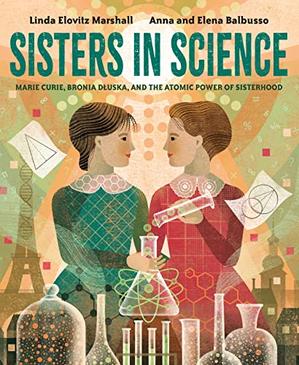 Linda Elovitz Marshall Anna and Elena Balbusso
SISTERS IN SCIENCE
MARIE CURIE, BRONIA DŁUSKA, AND THE ATOMIC POWER OF SISTERHOOD